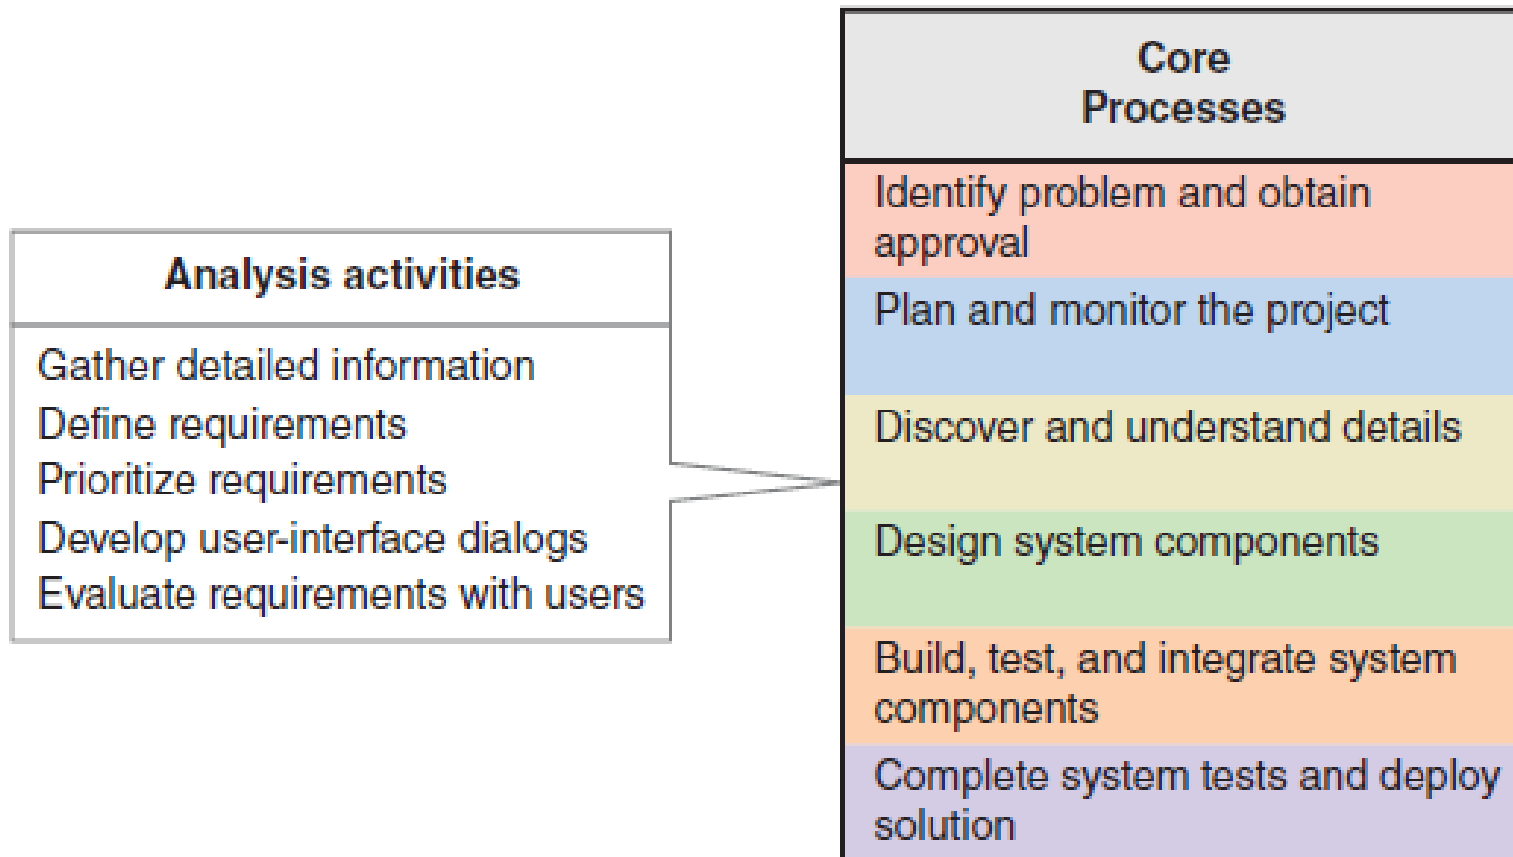 Analysis activities
Gather detailed information
Define requirements
Prioritize requirements
Develop user-interface dialogs
Evaluate requirements with users
Core
Processes
Identify problem and obtain
approval
Plan and monitor the project
Discover and understand details
Design system components
Build, test, and integrate system
components
Complete system tests and deploy
solution